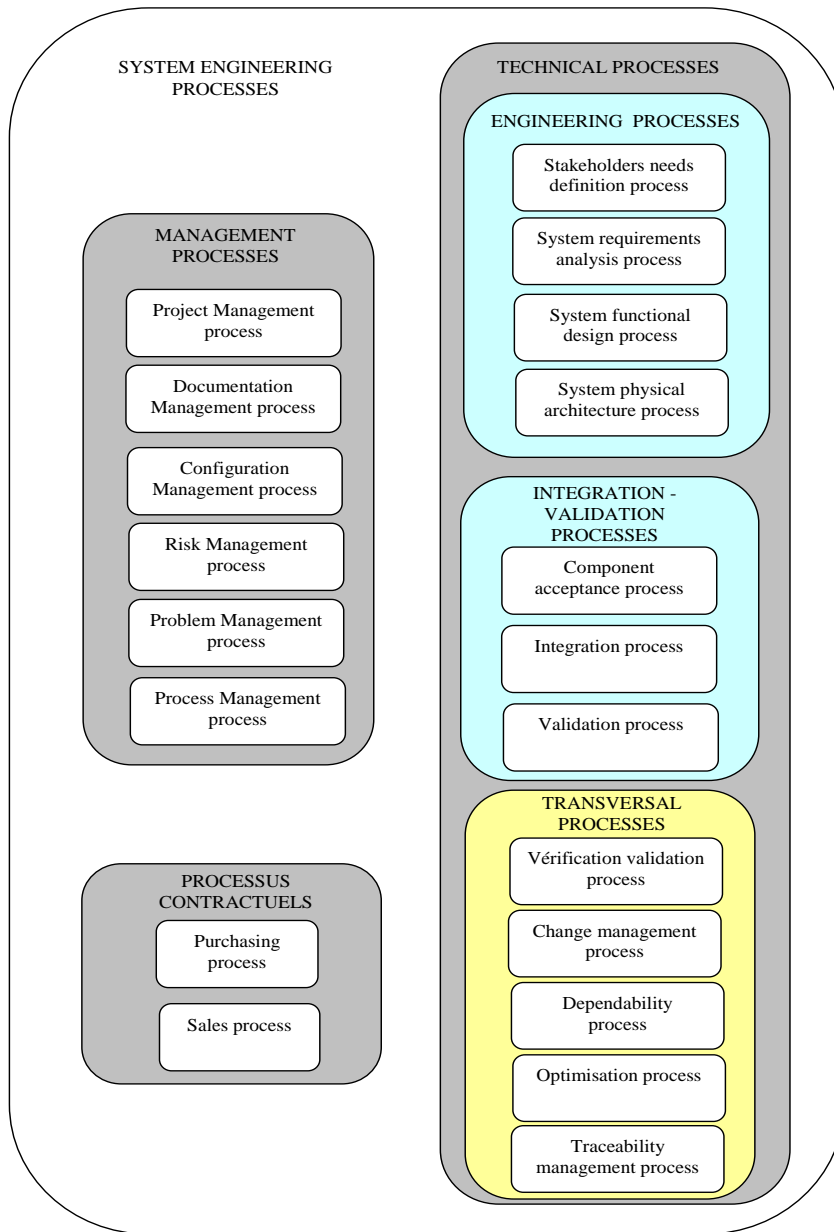 SYSTEM ENGINEERING
PROCESSES
MANAGEMENT
PROCESSES
Project Management
process
Documentation
Management process
Configuration
Management process
Risk Management
process
Problem Management
process
Process Management
process
PROCESSUS
CONTRACTUELS
Purchasing
process
Sales process
TECHNICAL PROCESSES
ENGINEERING PROCESSES
Stakeholders needs
definition process
System requirements
analysis process
System functional
design process
System physical
architecture process
INTEGRATION -
VALIDATION
PROCESSES
Component
acceptance process
Integration process
Validation process
TRANSVERSAL
PROCESSES
Vérification validation
process
Change management
process
Dependability
process
Optimisation process
Traceability
management process